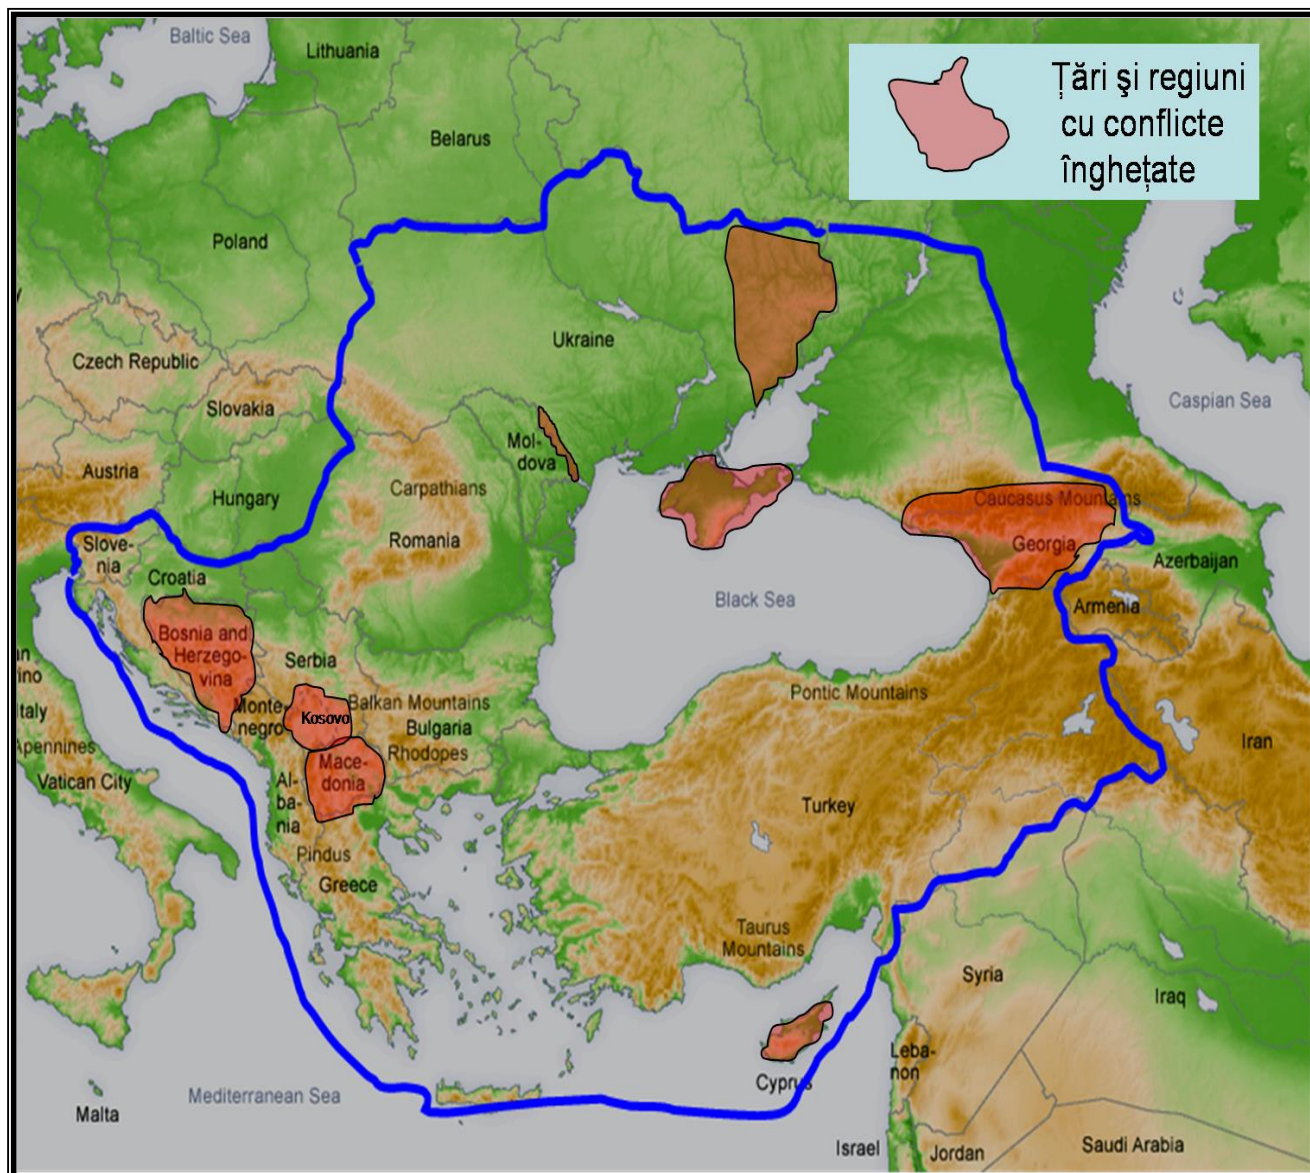 Baltic Sea
Lithuania
Țări şi regiuni
cu conflicte
înghețate
Belarus
Poland
Ukraine
Czech Republic
Slovakia
Caspian Sea
Mol-
dova
Austria
Hungary
Carpathians
Caucasus Mountains
Romania
Georgia
Slove-
nia
Azerbaijan
Croatia
Black Sea
Armenia
Bosnia and
Herzego-
vina
Serbia
Pontic Mountains
Monte-
negro
Kosovo
Balkan Mountains
Bulgaria
Rhodopes
an
rino
Italy
Iran
Apennines
Vatican City
Mace-
donia
Al-
ba-
nia
Turkey
Pindus
Greece
Taurus
Mountains
Syria
Iraq
Leba-
non
Cyprus
Mediterranean Sea
Malta
Israel
Jordan
Saudi Arabia